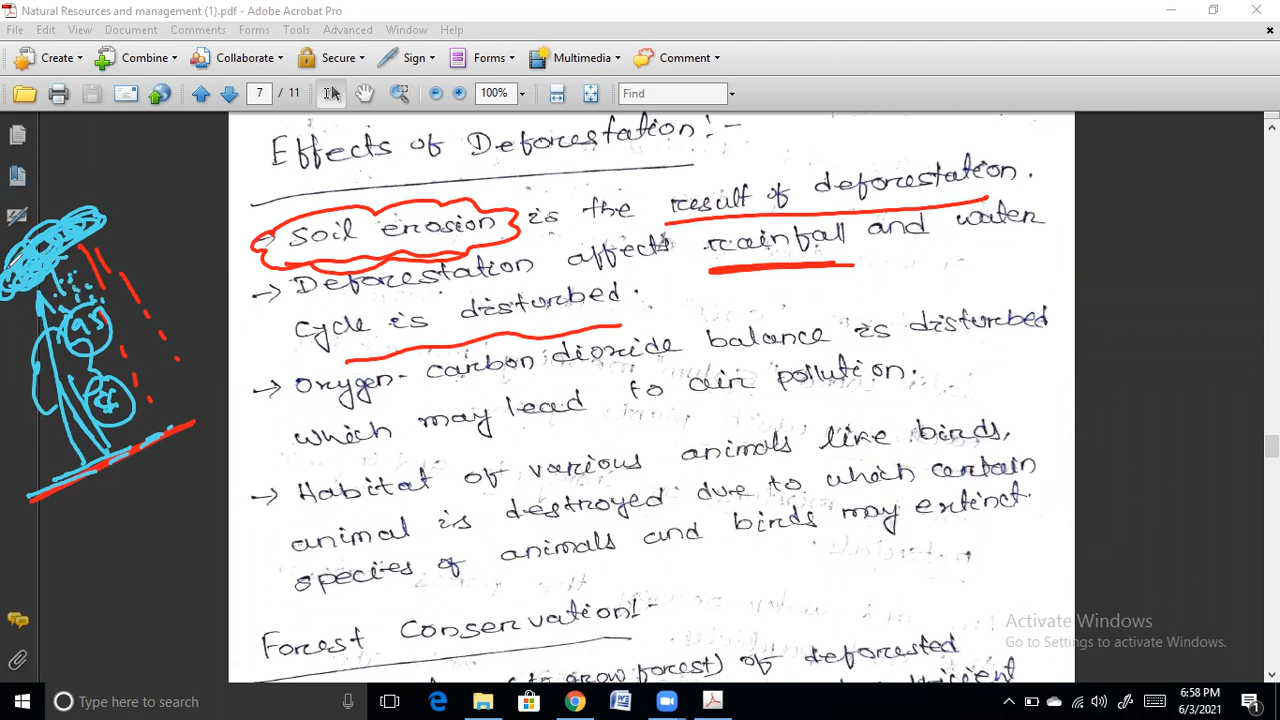 Natural Resources and management (1).pdf - Adobe Acrobat Pro
File Edit View Document Comments Forms Tools Advanced Window Help
Create Combine Collaborate Secure Sign Forms Multimedia Comment
7 / 11 100% Find
Effects of Deforestation:-
→ Soil erosion is the result of deforestation.
→ Deforestation affects rainfall and water
cycle is disturbed.
→ Oxygen-carbon dioxide balance is disturbed
which may lead to air pollution.
→ Habitat of various animals like birds,
animal is destroyed due to which certain
species of animals and birds may extinct.
Forest Conservation:-
to grow forest) of deforested
Activate Windows
Go to Settings to activate Windows.
Type here to search
6:58 PM
6/3/2021